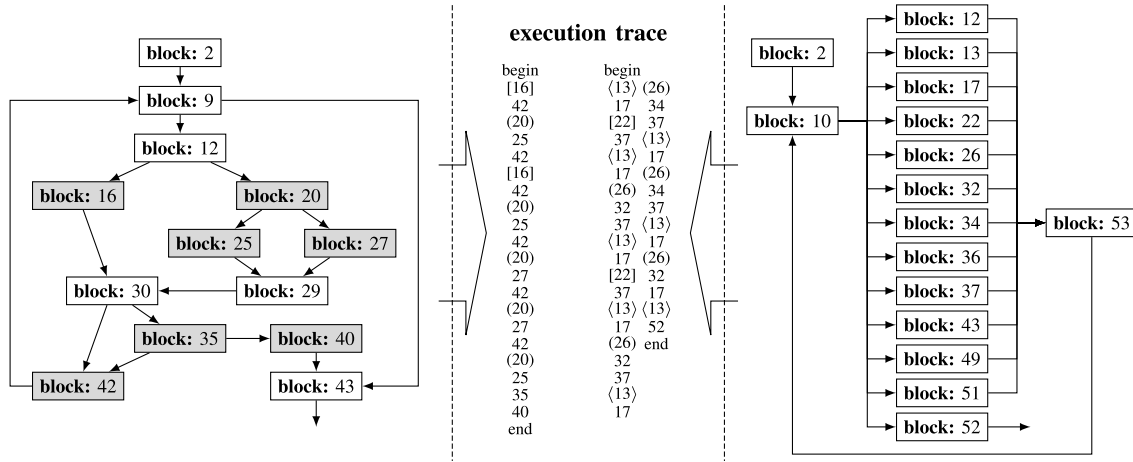 block: 2
block: 9
block: 12
block: 16
block: 20
block: 25
block: 27
block: 30
block: 29
block: 35
block: 40
block: 42
block: 43
execution trace
begin
[16]
42
(20)
25
42
[16]
42
(20)
25
42
(20)
27
42
(20)
27
42
(20)
25
35
40
end
begin
⟨13⟩ (26)
17 34
[22] 37
37 ⟨13⟩
⟨13⟩ 17
17 (26)
(26) 34
32 37
37 ⟨13⟩
⟨13⟩ 17
17 (26)
[22] 32
37 17
⟨13⟩ ⟨13⟩
17 52
(26) end
32
37
⟨13⟩
17
block: 2
block: 10
block: 12
block: 13
block: 17
block: 22
block: 26
block: 32
block: 34
block: 36
block: 37
block: 43
block: 49
block: 51
block: 52
block: 53